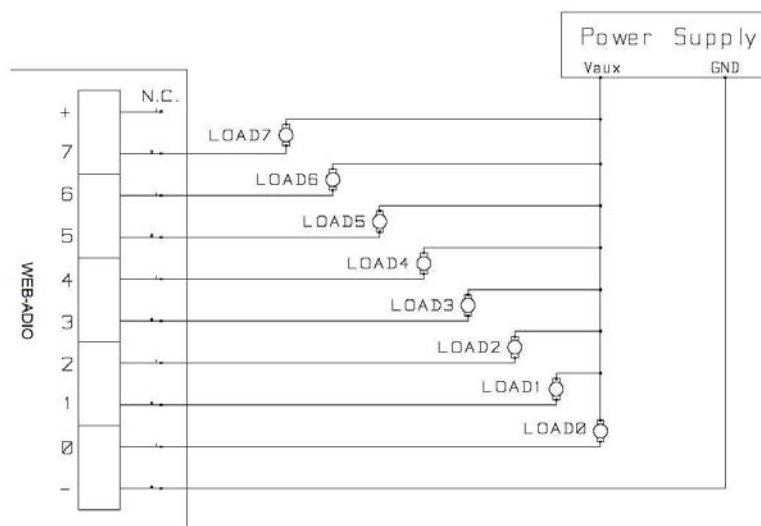 Power Supply
Vaux GND
+ N.C.
7 LOAD7
6 LOAD6
5 LOAD5
4 LOAD4
3 LOAD3
2 LOAD2
1 LOAD1
0 LOAD0
-
WEB-ADIO